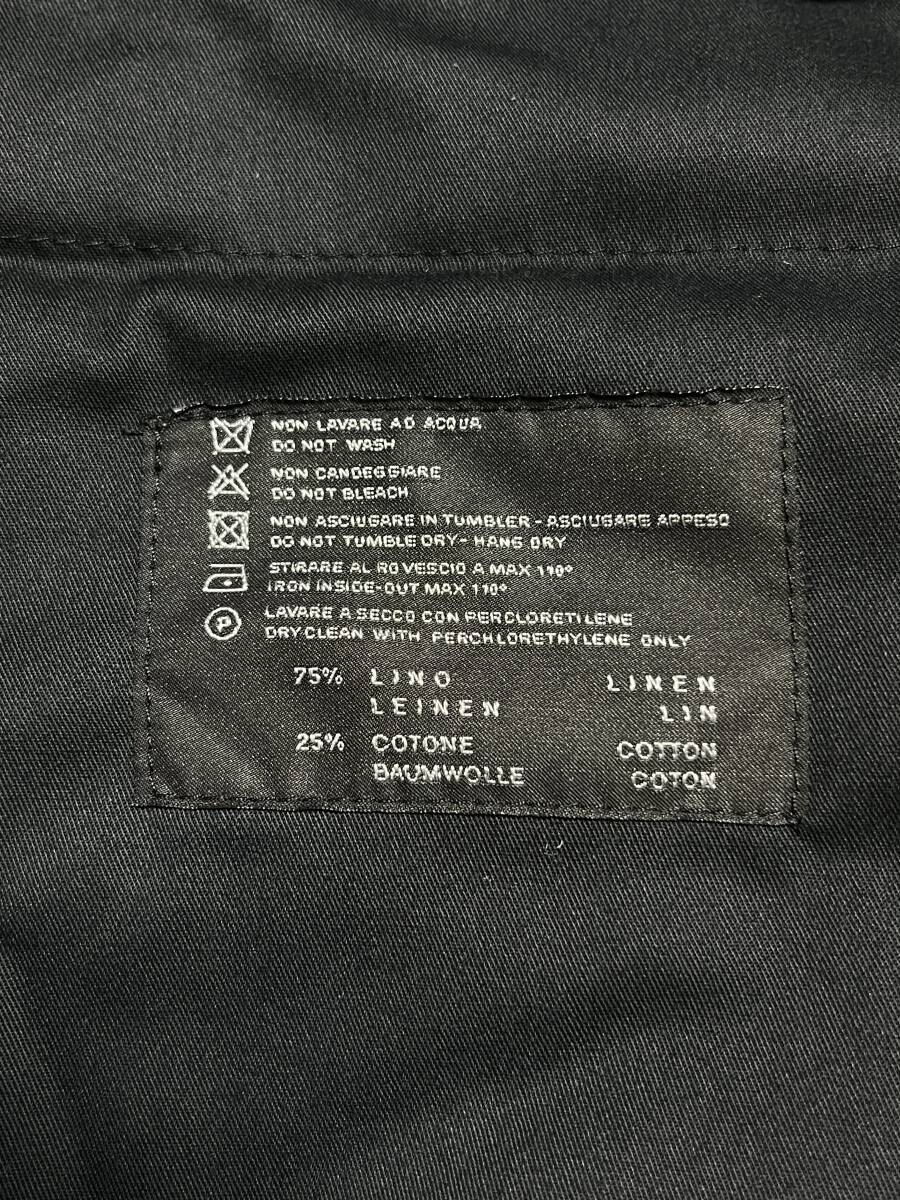 NON LAVARE AD ACQUA
DO NOT WASH
NON CANDEGGIARE
DO NOT BLEACH
NON ASCIUGARE IN TUMBLER - ASCIUGARE APPESO
DO NOT TUMBLE DRY - HANG DRY
STIRARE AL ROVESCIO A MAX 110°
IRON INSIDE-OUT MAX 110°
P
LAVARE A SECCO CON PERCLORETILENE
DRYCLEAN WITH PERCHLORETHYLENE ONLY
75% LINO LINEN
LEINEN LIN
25% COTONE COTTON
BAUMWOLLE COTON